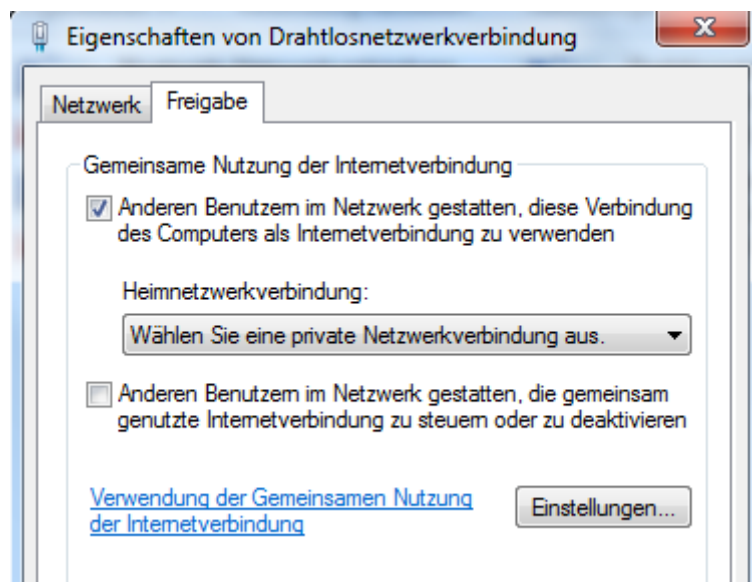 Eigenschaften von Drahtlosnetzwerkverbindung
Netzwerk
Freigabe
Gemeinsame Nutzung der Internetverbindung
Anderen Benutzern im Netzwerk gestatten, diese Verbindung
des Computers als Internetverbindung zu verwenden
Heimnetzwerkverbindung:
Wählen Sie eine private Netzwerkverbindung aus.
Anderen Benutzern im Netzwerk gestatten, die gemeinsam
genutzte Internetverbindung zu steuern oder zu deaktivieren
Verwendung der Gemeinsamen Nutzung
der Internetverbindung
Einstellungen...